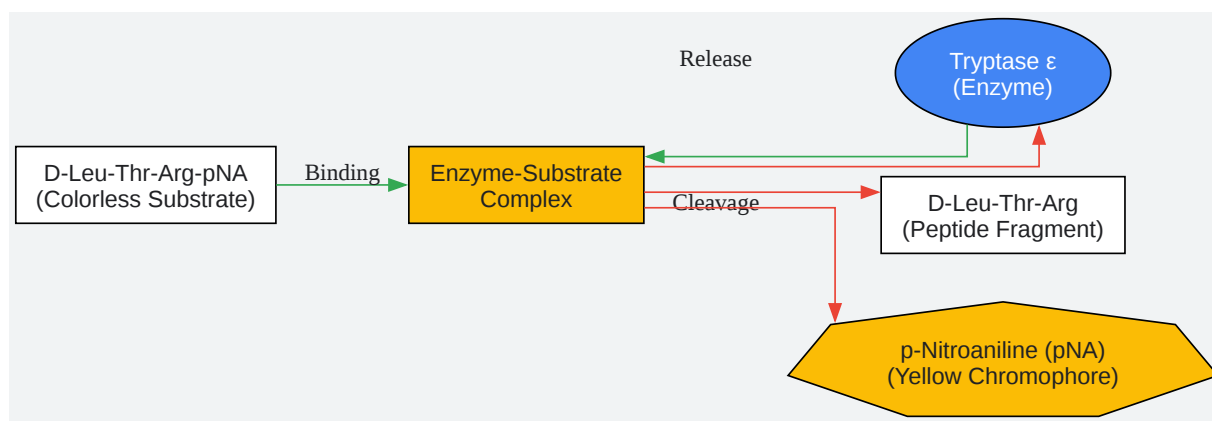 Release
Tryptase ε
(Enzyme)
D-Leu-Thr-Arg-pNA
(Colorless Substrate)
Binding
Enzyme-Substrate
Complex
Cleavage
D-Leu-Thr-Arg
(Peptide Fragment)
p-Nitroaniline (pNA)
(Yellow Chromophore)